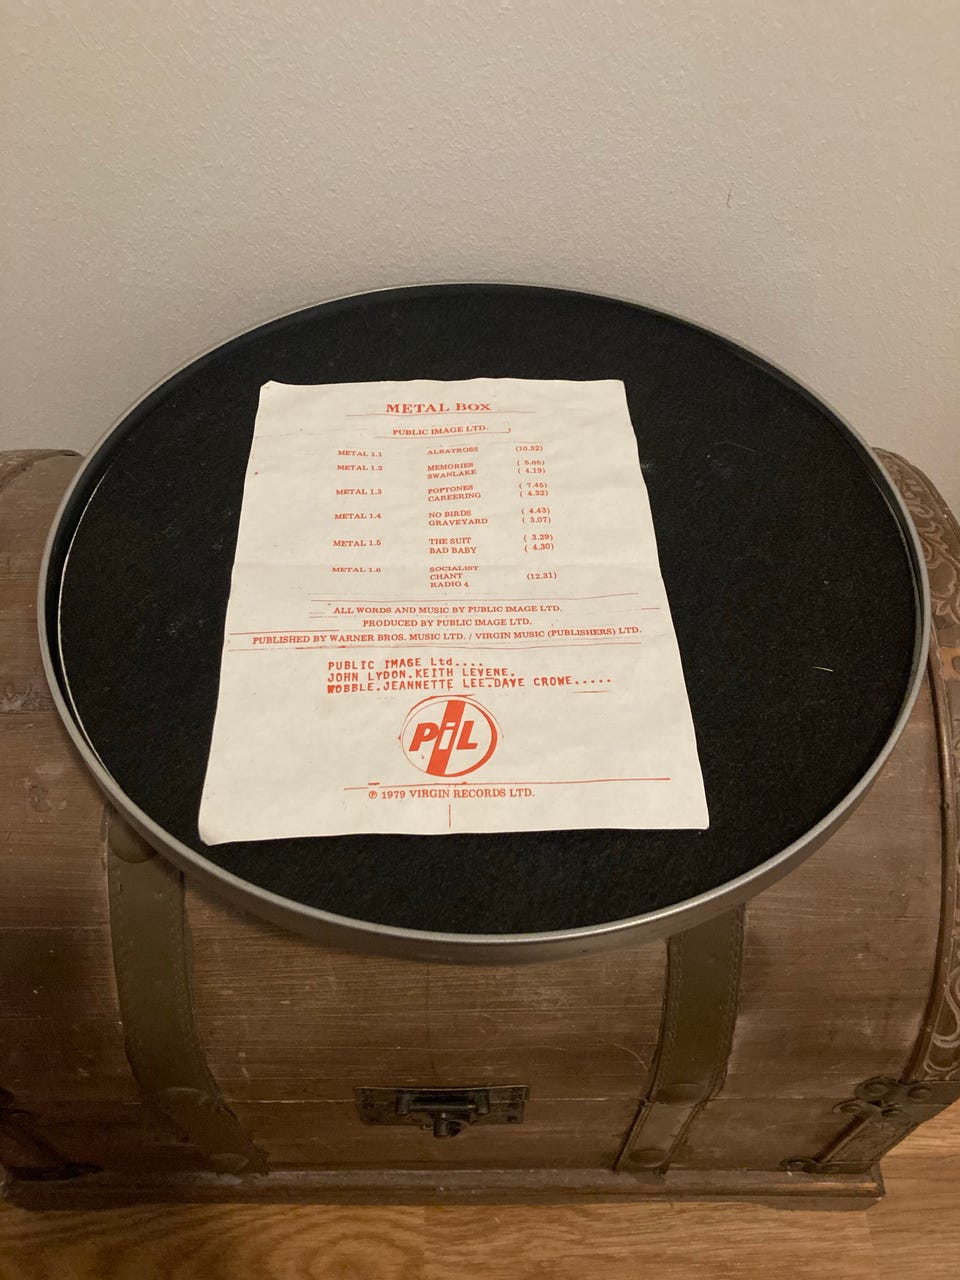 METAL BOX
PUBLIC IMAGE LTD.
METAL 1.1 ALBATROSS (10.32)
METAL 1.2 MEMORIES ( 5.05)
SWANLAKE ( 4.19)
METAL 1.3 POPTONES ( 7.45)
CAREERING ( 4.32)
METAL 1.4 NO BIRDS ( 4.43)
GRAVEYARD ( 3.07)
METAL 1.5 THE SUIT ( 3.29)
BAD BABY ( 4.30)
METAL 1.6 SOCIALIST
CHANT (12.31)
RADIO 4
ALL WORDS AND MUSIC BY PUBLIC IMAGE LTD.
PRODUCED BY PUBLIC IMAGE LTD.
PUBLISHED BY WARNER BROS. MUSIC LTD. / VIRGIN MUSIC (PUBLISHERS) LTD.
PUBLIC IMAGE Ltd....
JOHN LYDON.KEITH LEVENE.
WOBBLE.JEANNETTE LEE.DAVE CROWE.....
PiL
℗ 1979 VIRGIN RECORDS LTD.